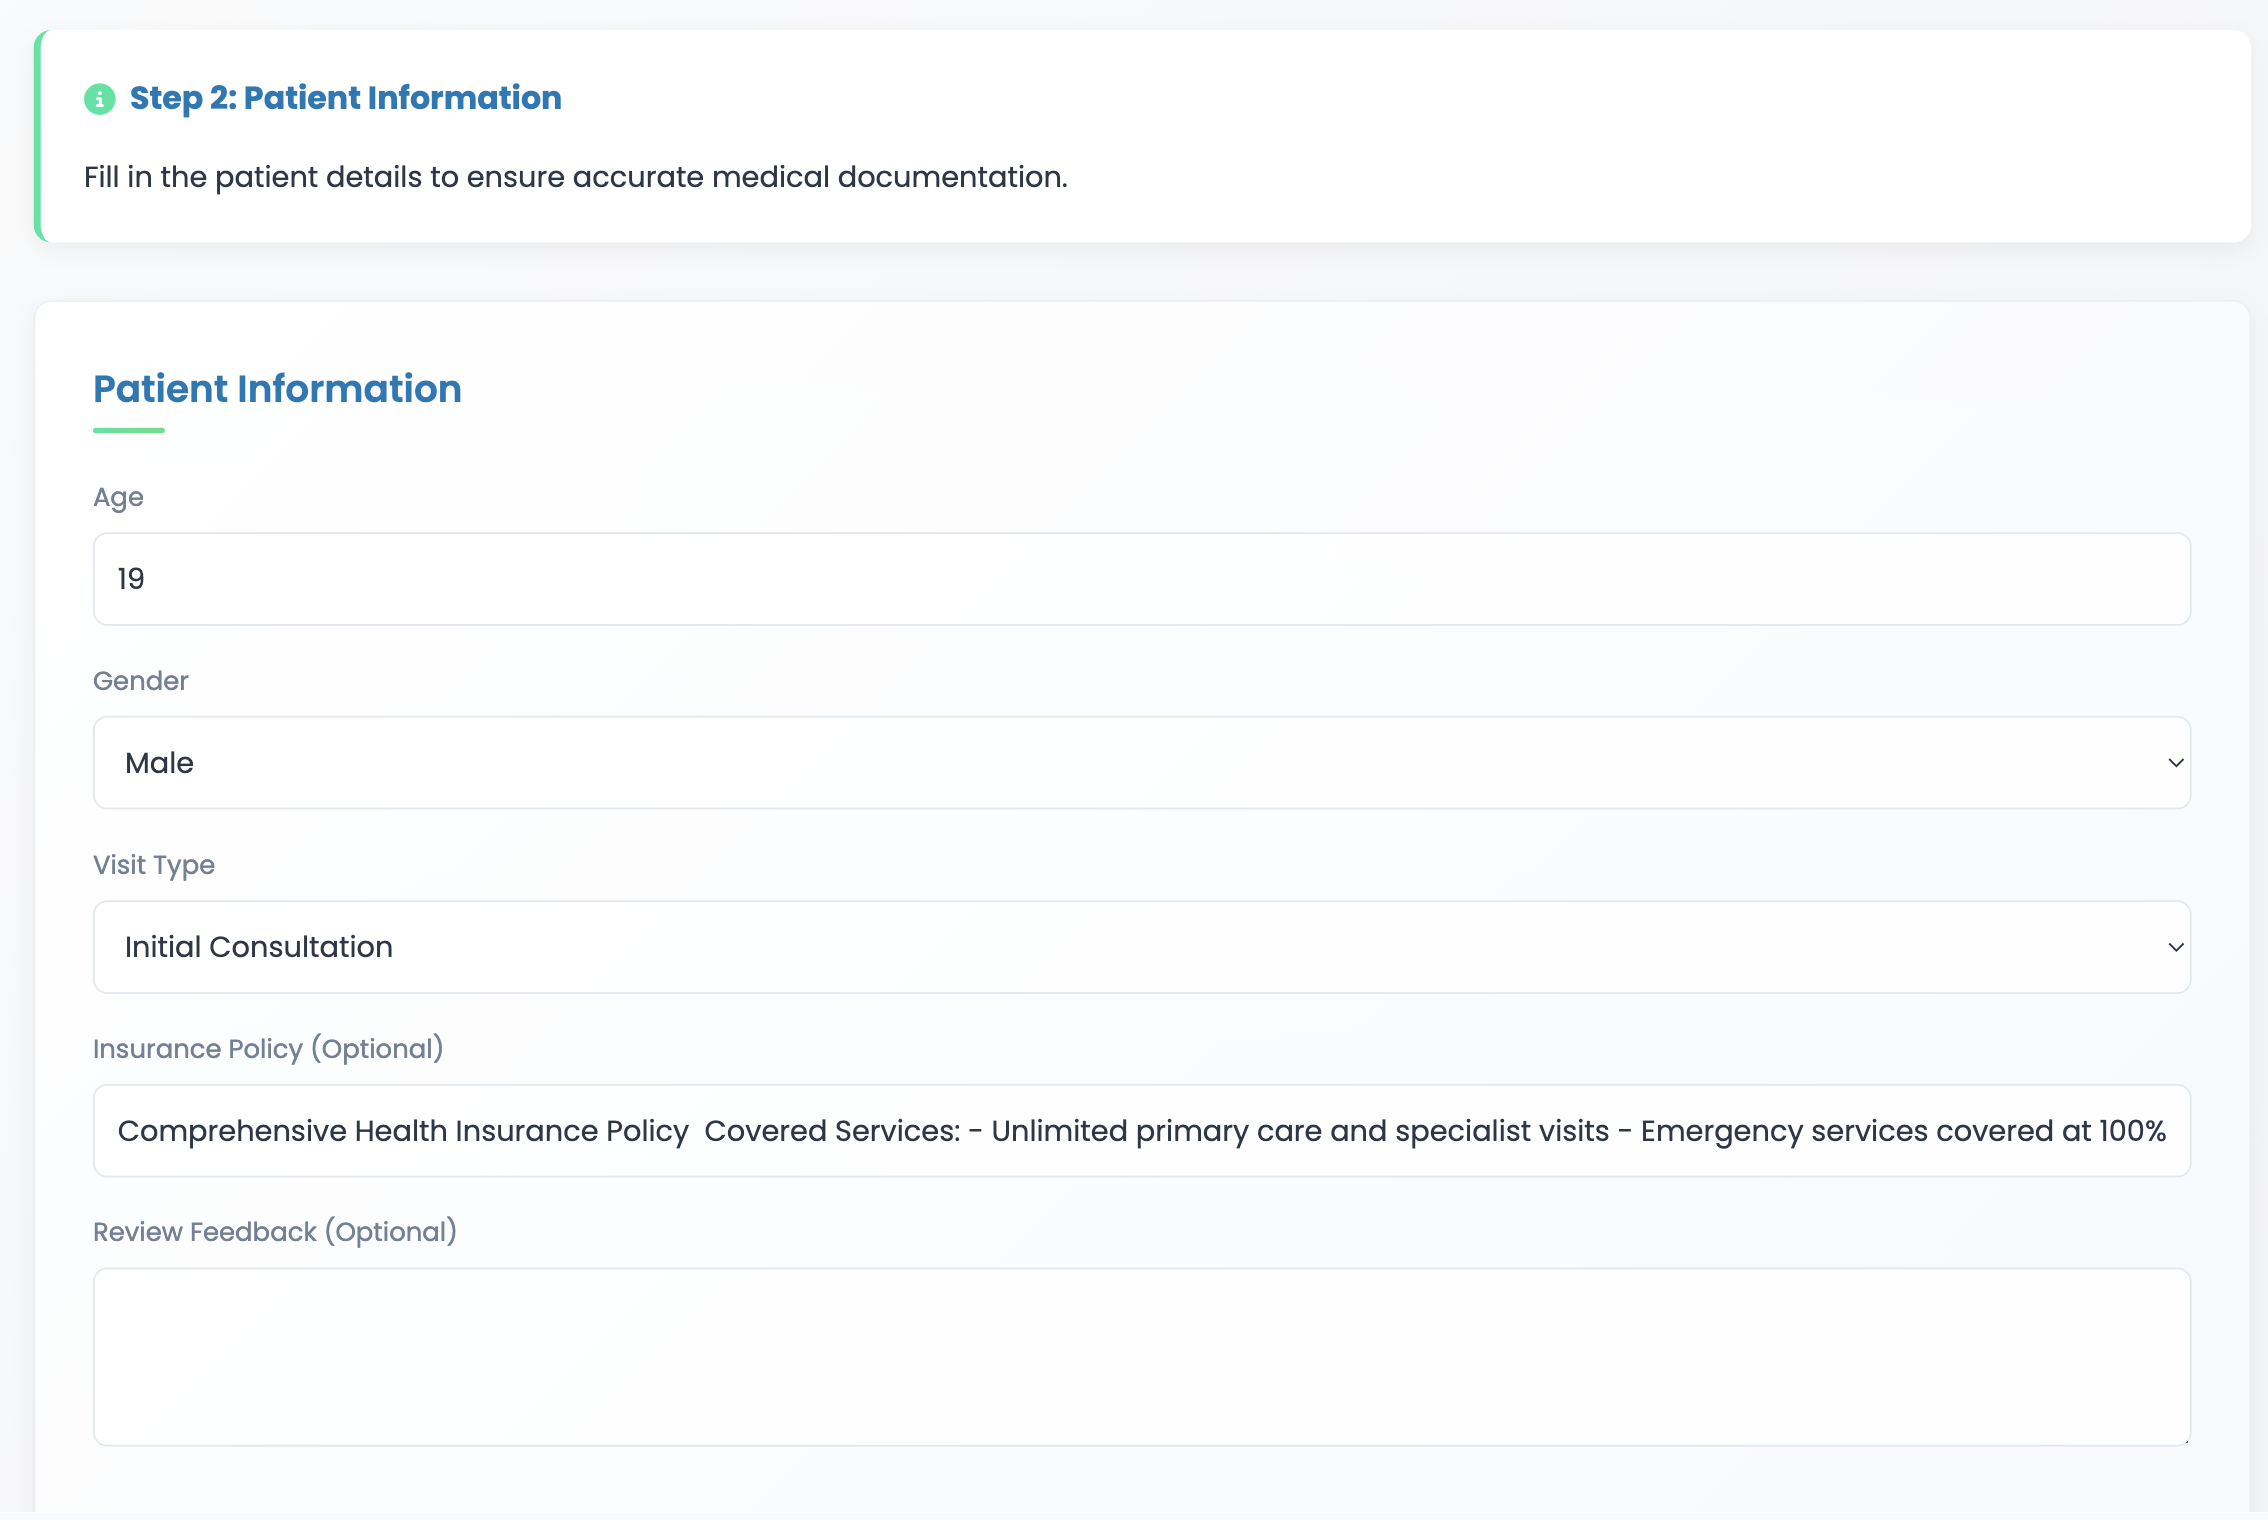 Step 2: Patient Information
Fill in the patient details to ensure accurate medical documentation.
Patient Information
Age
19
Gender
Male
Visit Type
Initial Consultation
Insurance Policy (Optional)
Comprehensive Health Insurance Policy  Covered Services: - Unlimited primary care and specialist visits - Emergency services covered at 100%
Review Feedback (Optional)